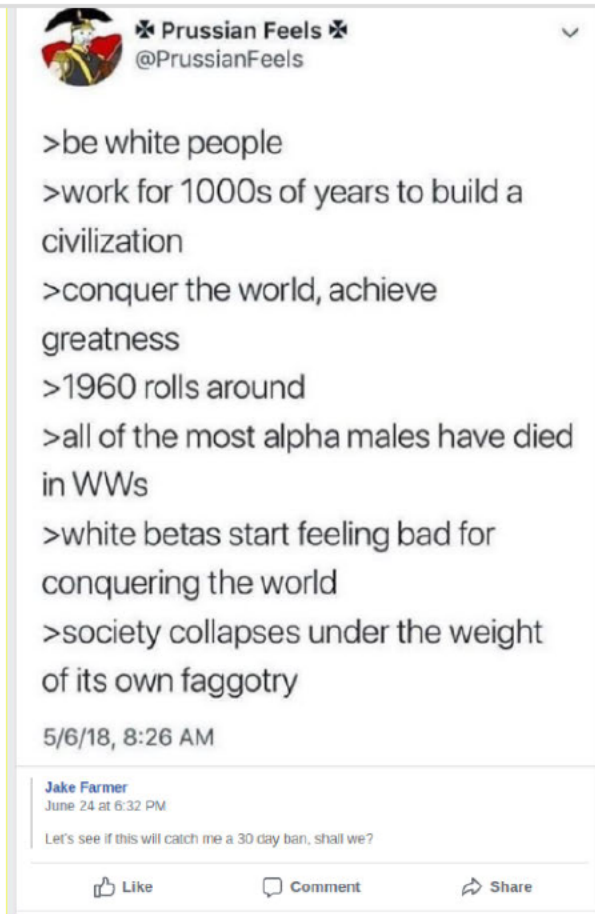 ✠ Prussian Feels ✠
@PrussianFeels
>be white people
>work for 1000s of years to build a
civilization
>conquer the world, achieve
greatness
>1960 rolls around
>all of the most alpha males have died
in WWs
>white betas start feeling bad for
conquering the world
>society collapses under the weight
of its own faggotry
5/6/18, 8:26 AM
Jake Farmer
June 24 at 6:32 PM
Let's see if this will catch me a 30 day ban, shall we?
Like Comment Share